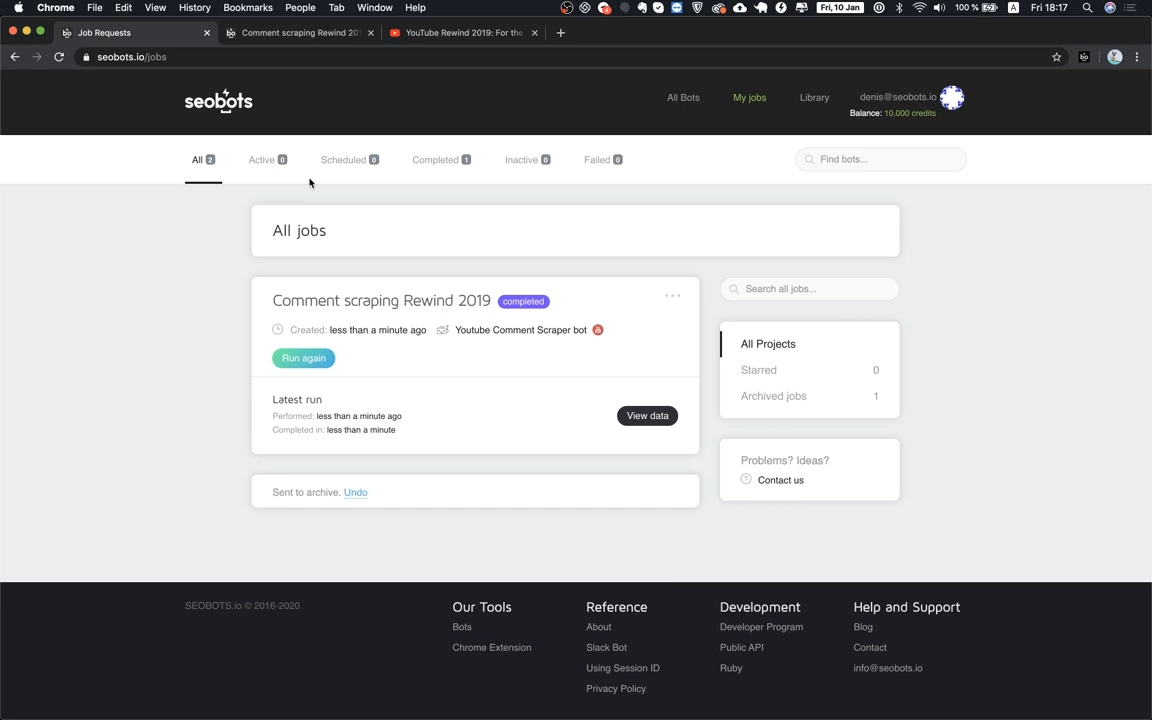 Chrome File Edit View History Bookmarks People Tab Window Help Fri, 10 Jan 100 % A Fri 18:17
Job Requests Comment scraping Rewind 201 YouTube Rewind 2019: For the
seobots.io/jobs
seobots All Bots My jobs Library denis@seobots.io
Balance: 10,000 credits
All 2 Active 0 Scheduled 0 Completed 1 Inactive 0 Failed 0 Find bots...
All jobs
Comment scraping Rewind 2019 completed
Created: less than a minute ago Youtube Comment Scraper bot
Run again
Latest run
Performed: less than a minute ago
Completed in: less than a minute
View data
Sent to archive. Undo
Search all jobs...
All Projects
Starred 0
Archived jobs 1
Problems? Ideas?
Contact us
SEOBOTS.io © 2016-2020
Our Tools
Bots
Chrome Extension
Reference
About
Slack Bot
Using Session ID
Privacy Policy
Development
Developer Program
Public API
Ruby
Help and Support
Blog
Contact
info@seobots.io